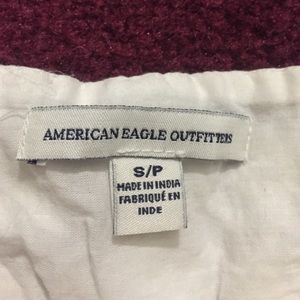 AMERICAN EAGLE OUTFITTERS
S/P
MADE IN INDIA
FABRIQUÉ EN
INDE